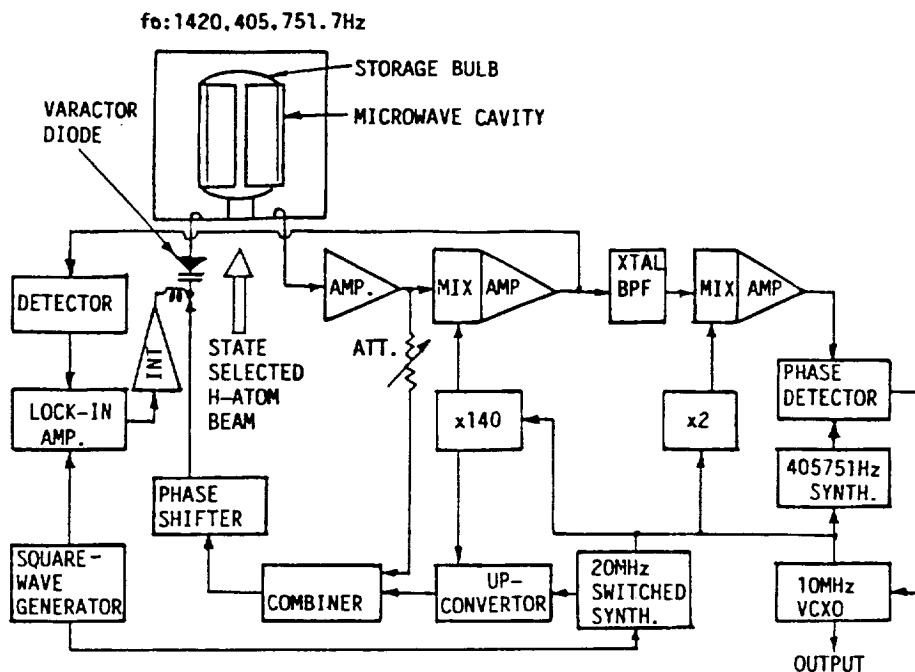 fo:1420,405,751.7Hz
STORAGE BULB
MICROWAVE CAVITY
VARACTOR
DIODE
DETECTOR
INT
STATE
SELECTED
H-ATOM
BEAM
AMP.
ATT.
MIX
AMP
XTAL
BPF
MIX
AMP
LOCK-IN
AMP.
x140
x2
PHASE
DETECTOR
405751Hz
SYNTH.
PHASE
SHIFTER
SQUARE-
WAVE
GENERATOR
COMBINER
UP-
CONVERTOR
20MHz
SWITCHED
SYNTH.
10MHz
VCXO
OUTPUT